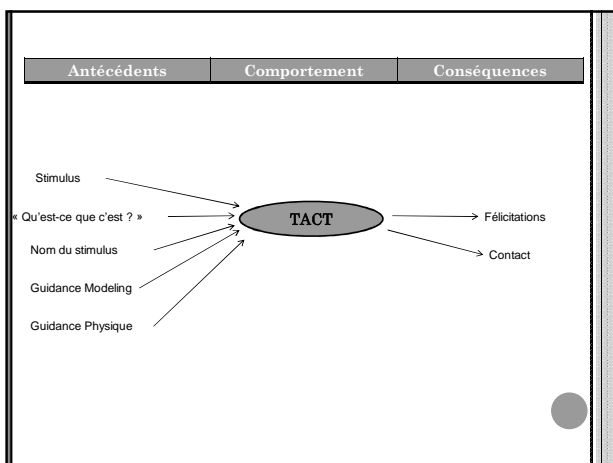 Antécédents Comportement Conséquences
Stimulus
« Qu'est-ce que c'est ? »
Nom du stimulus
Guidance Modeling
Guidance Physique
TACT
Félicitations
Contact